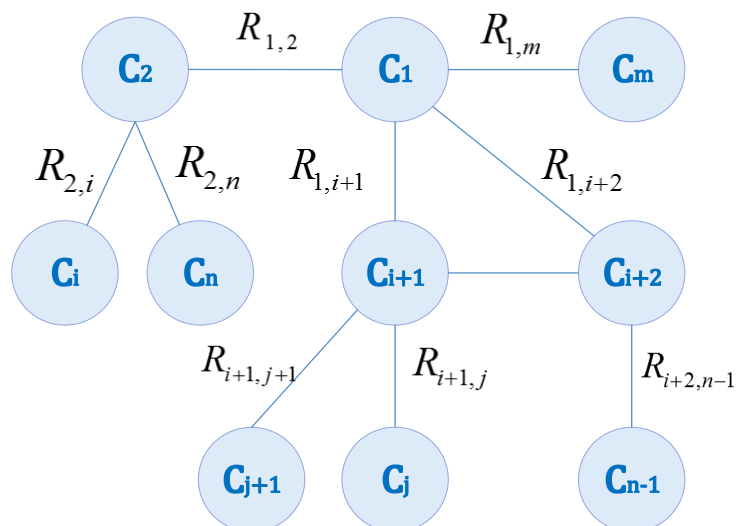 R1,2
R1,m
C2
C1
Cm
R2,i
R2,n
R1,i+1
R1,i+2
Ci
Cn
Ci+1
Ci+2
Ri+1,j+1
Ri+1,j
Ri+2,n−1
Cj+1
Cj
Cn-1